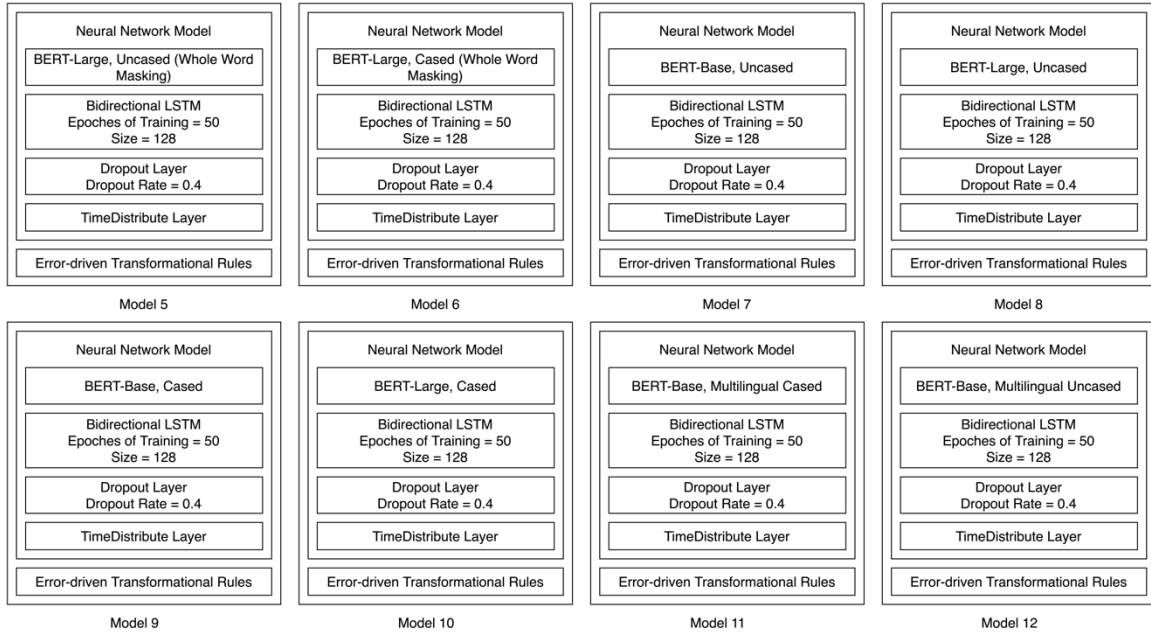 Neural Network Model
BERT-Large, Uncased (Whole Word
Masking)
Bidirectional LSTM
Epoches of Training = 50
Size = 128
Dropout Layer
Dropout Rate = 0.4
TimeDistribute Layer
Error-driven Transformational Rules
Model 5
Neural Network Model
BERT-Large, Cased (Whole Word
Masking)
Bidirectional LSTM
Epoches of Training = 50
Size = 128
Dropout Layer
Dropout Rate = 0.4
TimeDistribute Layer
Error-driven Transformational Rules
Model 6
Neural Network Model
BERT-Base, Uncased
Bidirectional LSTM
Epoches of Training = 50
Size = 128
Dropout Layer
Dropout Rate = 0.4
TimeDistribute Layer
Error-driven Transformational Rules
Model 7
Neural Network Model
BERT-Large, Uncased
Bidirectional LSTM
Epoches of Training = 50
Size = 128
Dropout Layer
Dropout Rate = 0.4
TimeDistribute Layer
Error-driven Transformational Rules
Model 8
Neural Network Model
BERT-Base, Cased
Bidirectional LSTM
Epoches of Training = 50
Size = 128
Dropout Layer
Dropout Rate = 0.4
TimeDistribute Layer
Error-driven Transformational Rules
Model 9
Neural Network Model
BERT-Large, Cased
Bidirectional LSTM
Epoches of Training = 50
Size = 128
Dropout Layer
Dropout Rate = 0.4
TimeDistribute Layer
Error-driven Transformational Rules
Model 10
Neural Network Model
BERT-Base, Multilingual Cased
Bidirectional LSTM
Epoches of Training = 50
Size = 128
Dropout Layer
Dropout Rate = 0.4
TimeDistribute Layer
Error-driven Transformational Rules
Model 11
Neural Network Model
BERT-Base, Multilingual Uncased
Bidirectional LSTM
Epoches of Training = 50
Size = 128
Dropout Layer
Dropout Rate = 0.4
TimeDistribute Layer
Error-driven Transformational Rules
Model 12